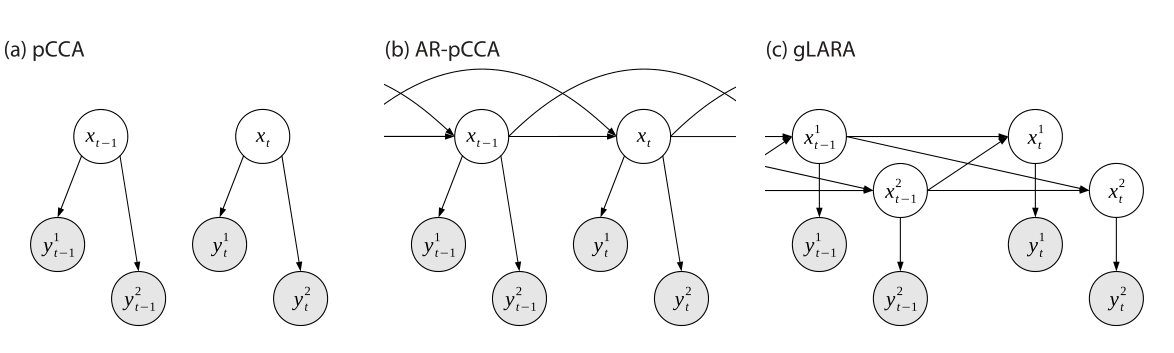 (a) pCCA
(b) AR-pCCA
(c) gLARA
x_{t−1}
x_t
y^1_{t−1}
y^1_t
y^2_{t−1}
y^2_t
x_{t−1}
x_t
y^1_{t−1}
y^1_t
y^2_{t−1}
y^2_t
x^1_{t−1}
x^1_t
x^2_{t−1}
x^2_t
y^1_{t−1}
y^1_t
y^2_{t−1}
y^2_t